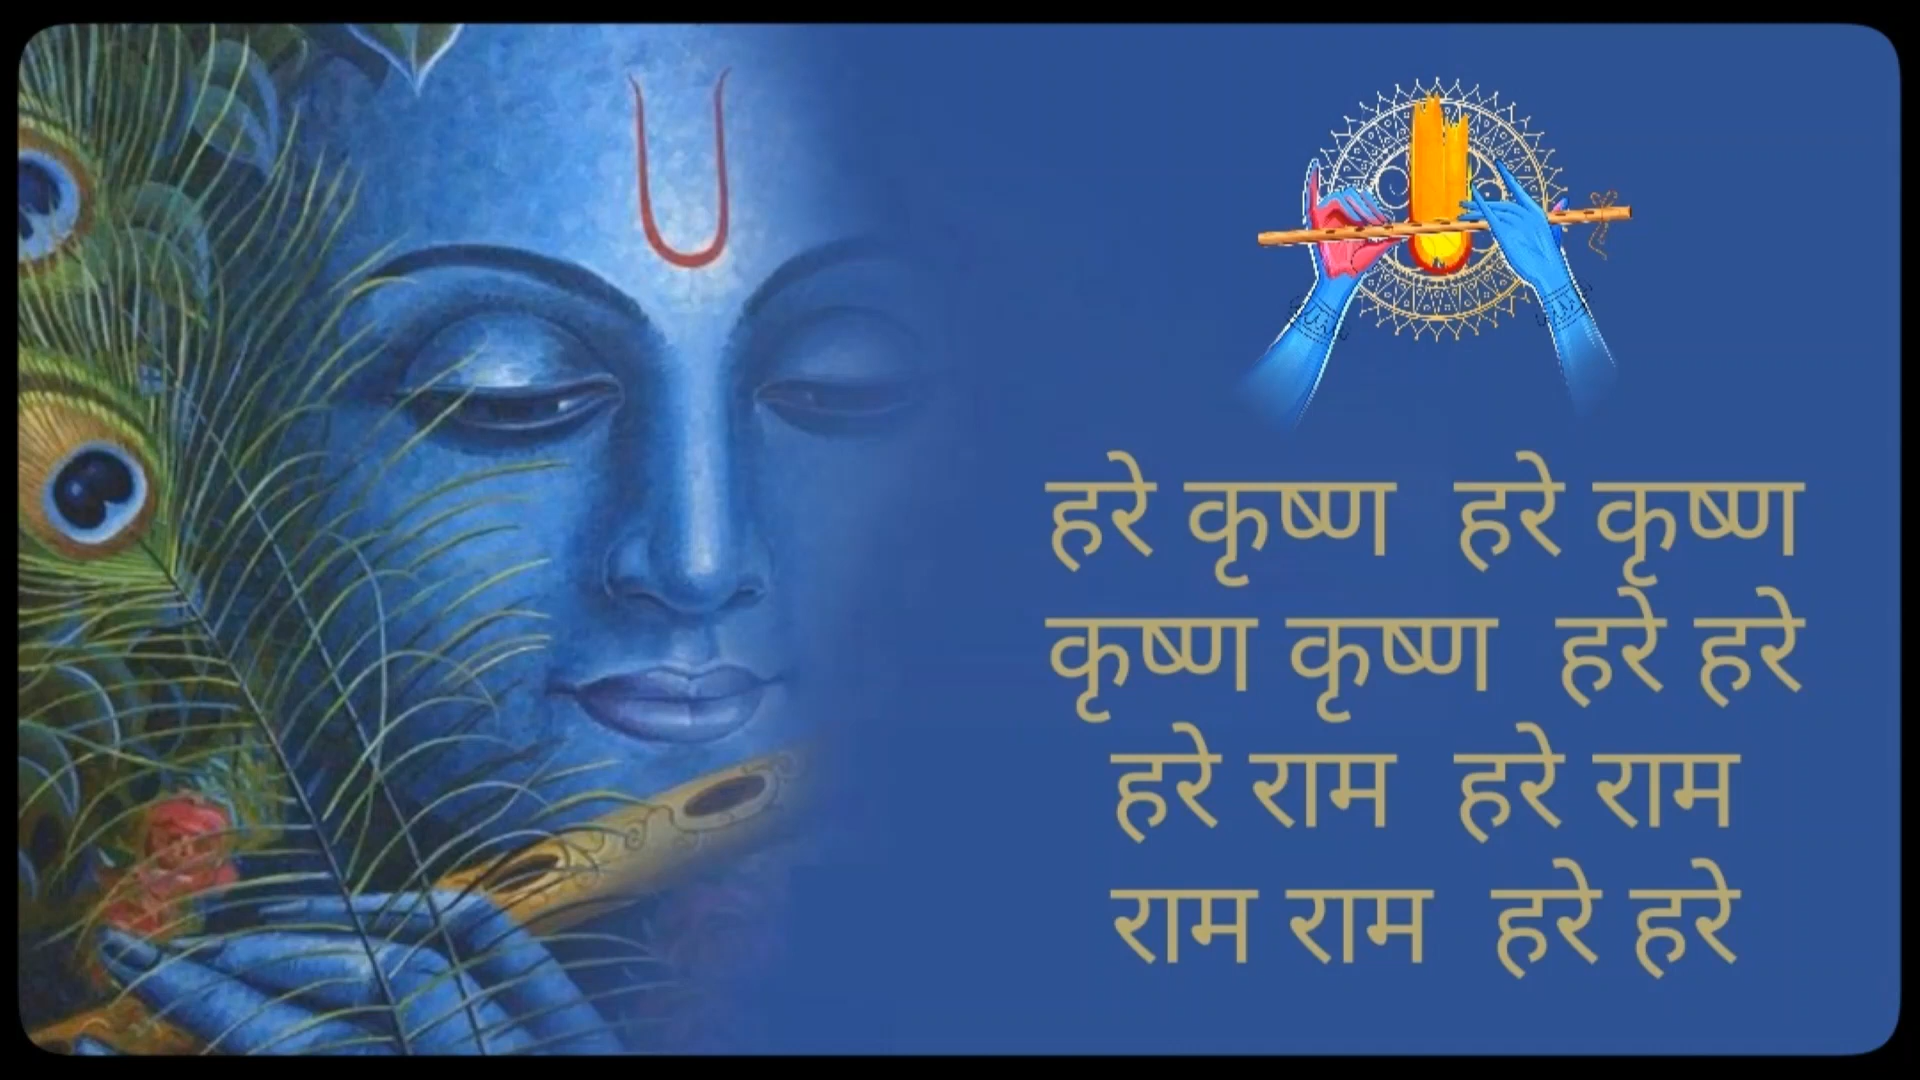 हरे कृष्ण  हरे कृष्ण
कृष्ण कृष्ण  हरे हरे
हरे राम  हरे राम
राम राम  हरे हरे